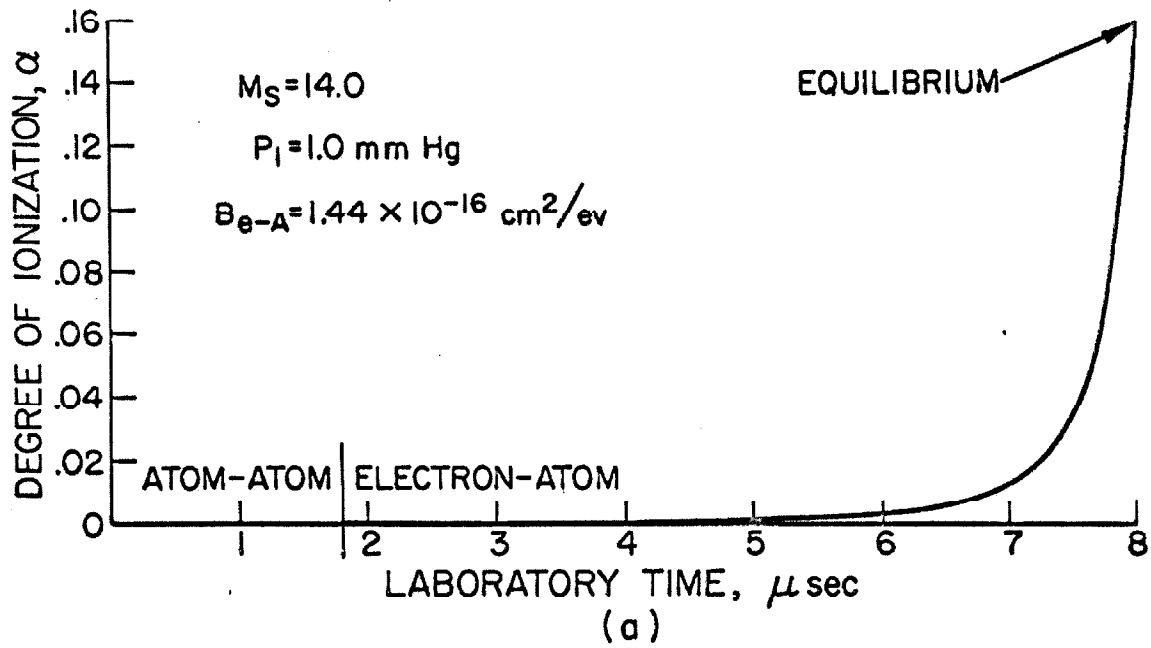 DEGREE OF IONIZATION, α
.16
.14
.12
.10
.08
.06
.04
.02
0
M_S=14.0
P_1=1.0 mm Hg
B_e-A=1.44 × 10^-16 cm^2/ev
EQUILIBRIUM
ATOM-ATOM
ELECTRON-ATOM
1 2 3 4 5 6 7 8
LABORATORY TIME, μsec
(a)